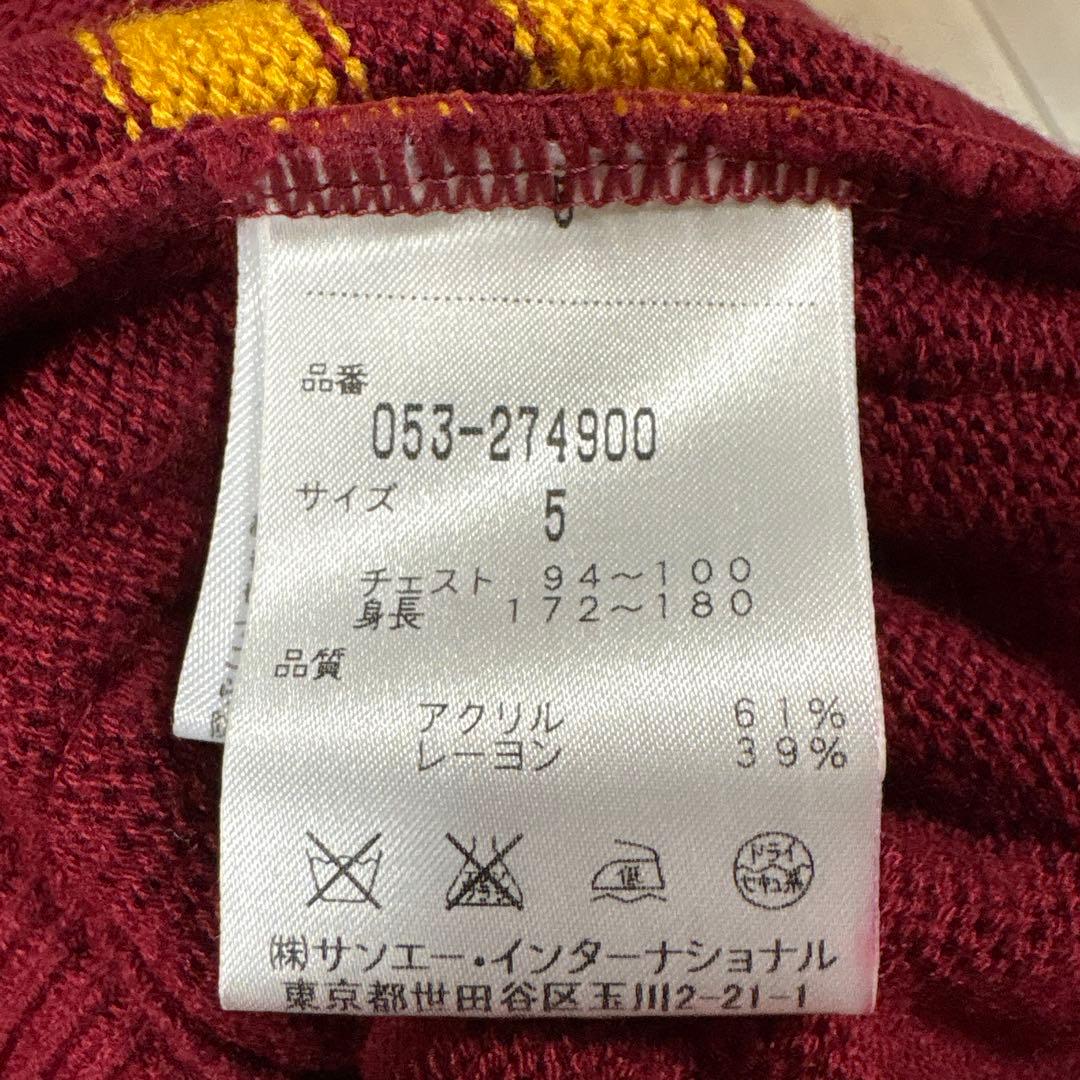 品番
053-274900
サイズ
5
チェスト 94～100
身長 172～180
品質
アクリル 61%
レーヨン 39%
低
ドライ
セキユ系
㈱サンエー・インターナショナル
東京都世田谷区玉川2-21-1